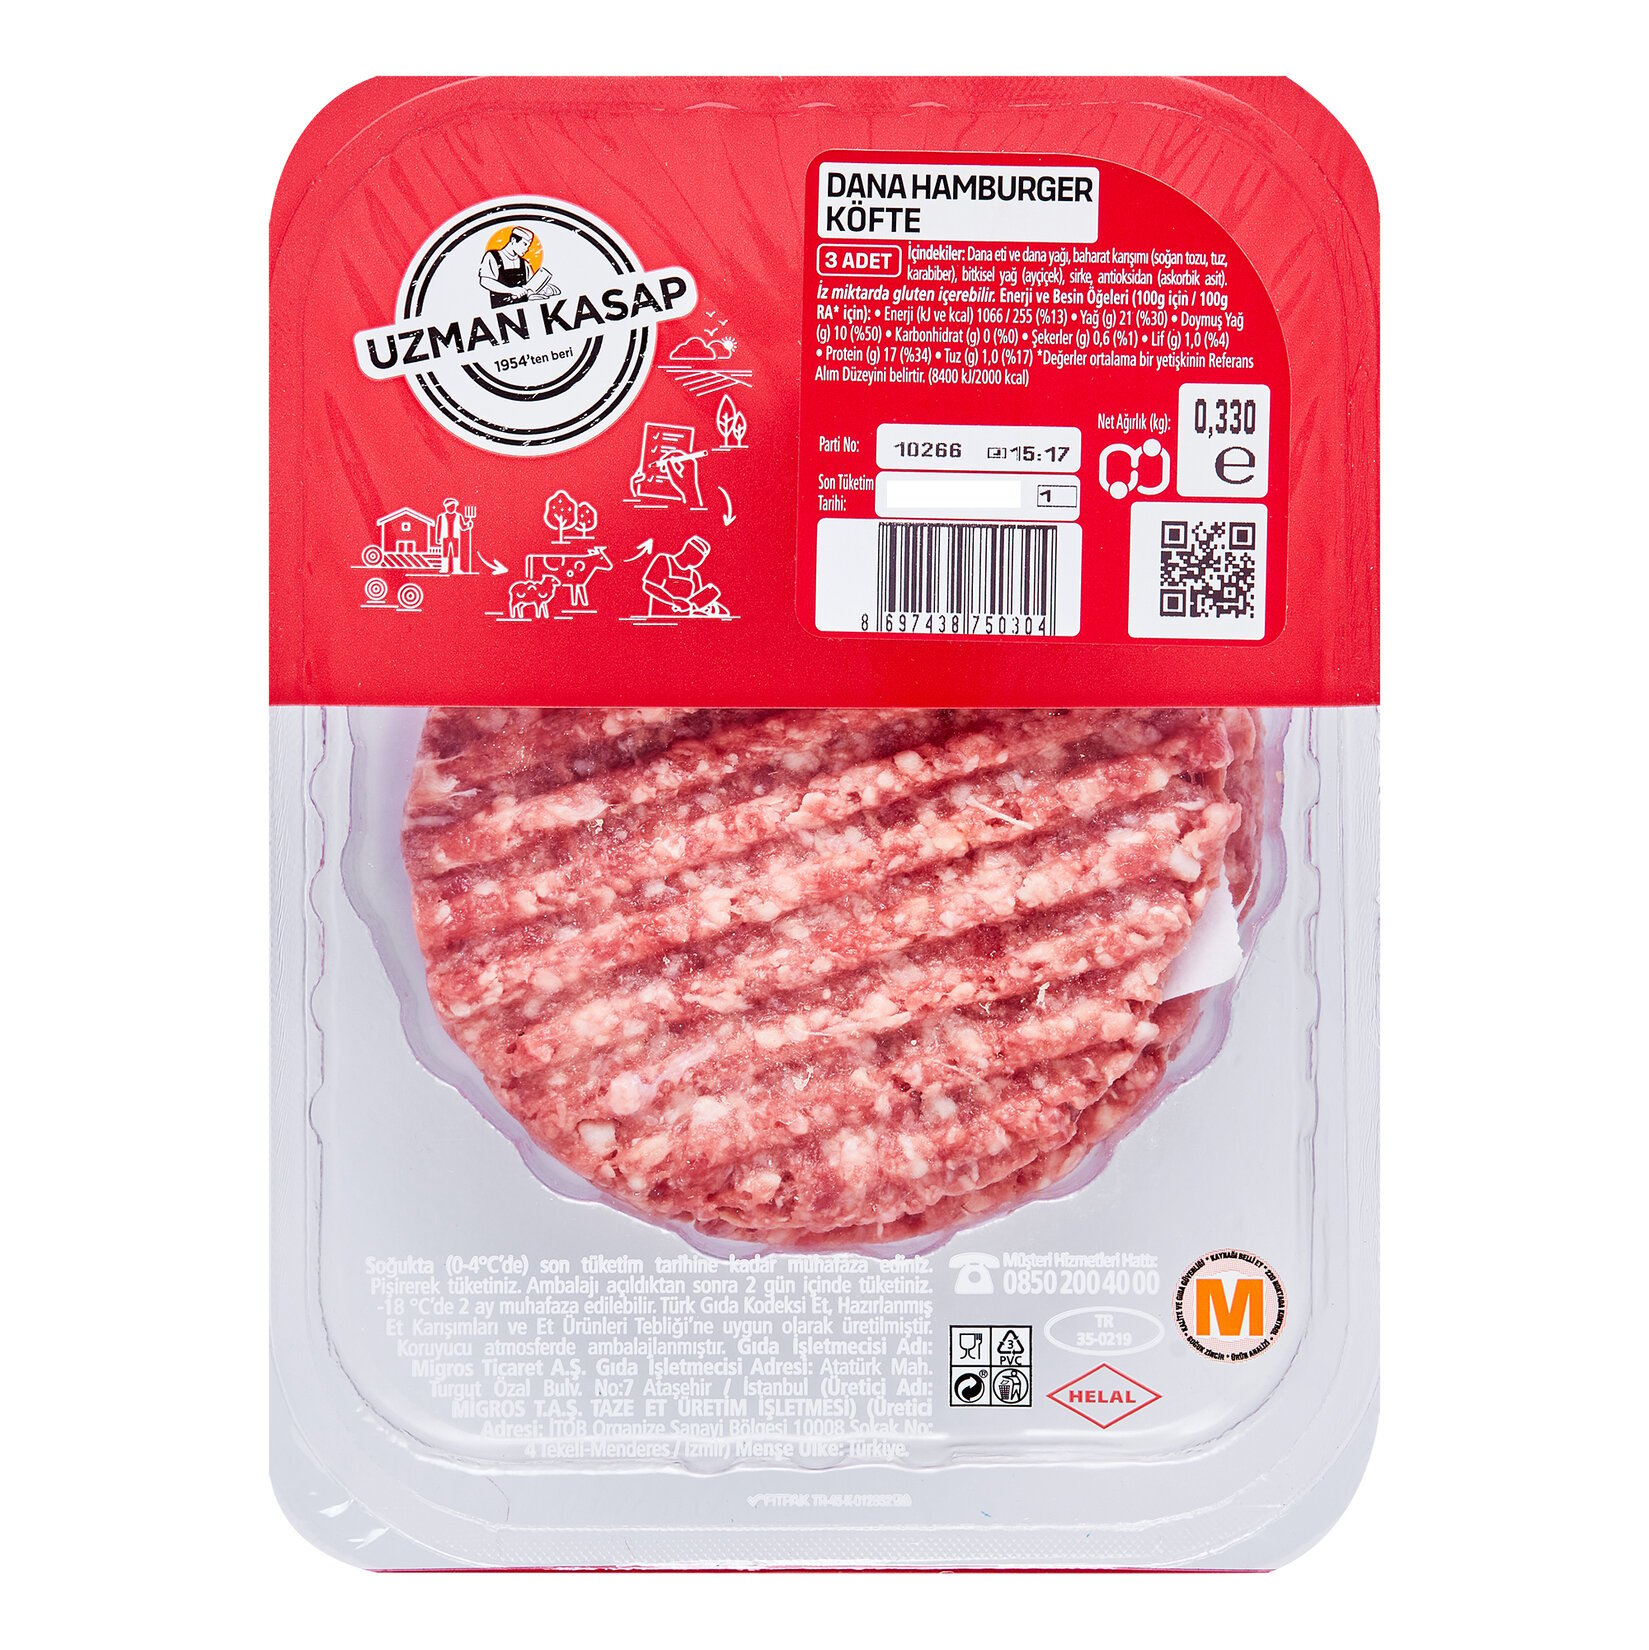 UZMAN KASAP
1954'ten beri
DANA HAMBURGER
KÖFTE
3 ADET
İçindekiler: Dana eti ve dana yağı, baharat karışımı (soğan tozu, tuz,
karabiber), bitkisel yağ (ayçiçek), sirke, antioksidan (askorbik asit).
İz miktarda gluten içerebilir. Enerji ve Besin Öğeleri (100g için / 100g
RA* için): • Enerji (kJ ve kcal) 1066 / 255 (%13) • Yağ (g) 21 (%30) • Doymuş Yağ
(g) 10 (%50) • Karbonhidrat (g) 0 (%0) • Şekerler (g) 0,6 (%1) • Lif (g) 1,0 (%4)
• Protein (g) 17 (%34) • Tuz (g) 1,0 (%17) *Değerler ortalama bir yetişkinin Referans
Alım Düzeyini belirtir. (8400 kJ/2000 kcal)
Net Ağırlık (kg):
0,330
e
Parti No:
10266 15:17
Son Tüketim
Tarihi:
1
8 697438 750304
Soğukta (0-4°C'de) son tüketim tarihine kadar muhafaza ediniz.
Pişirerek tüketiniz. Ambalajı açıldıktan sonra 2 gün içinde tüketiniz.
-18 °C'de 2 ay muhafaza edilebilir. Türk Gıda Kodeksi Et, Hazırlanmış
Et Karışımları ve Et Ürünleri Tebliği'ne uygun olarak üretilmiştir.
Koruyucu atmosferde ambalajlanmıştır. Gıda İşletmecisi Adı:
Migros Ticaret A.Ş. Gıda İşletmecisi Adresi: Atatürk Mah.
Turgut Özal Bulv. No:7 Ataşehir / İstanbul (Üretici Adı:
MİGROS T.A.Ş. TAZE ET ÜRETİM İŞLETMESİ) (Üretici
Adresi: İTOB Organize Sanayi Bölgesi 10008 Sokak No:
4 Tekeli-Menderes / İzmir) Menşe Ülke: Türkiye.
Müşteri Hizmetleri Hattı:
0850 200 40 00
TR
35-0219
3
PVC
HELAL
M